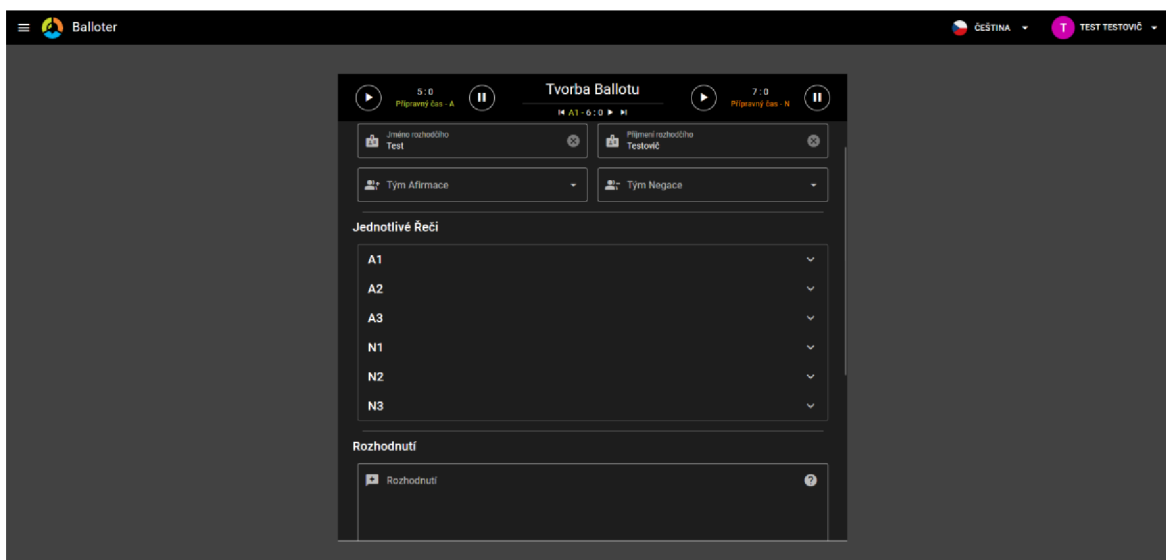 Balloter
ČEŠTINA
T
TEST TESTOVIČ
5:0
Přípravný čas - A
Tvorba Ballotu
A1 - 6:0
7:0
Přípravný čas - N
Jméno rozhodčího
Test
Příjmení rozhodčího
Testovič
Tým Afirmace
Tým Negace
Jednotlivé Řeči
A1
A2
A3
N1
N2
N3
Rozhodnutí
Rozhodnutí